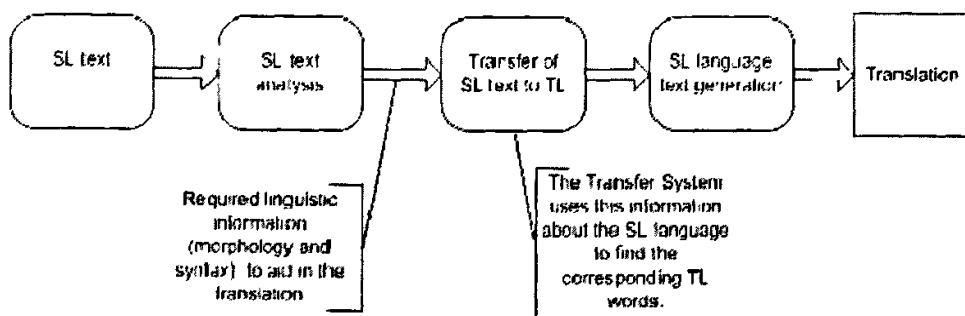 SL text
SL text
analysis
Transfer of
SL text to TL
SL language
text generation
Translation
Required linguistic
information
(morphology and
syntax) to aid in the
translation
The Transfer System
uses this information
about the SL language
to find the
corresponding TL
words.